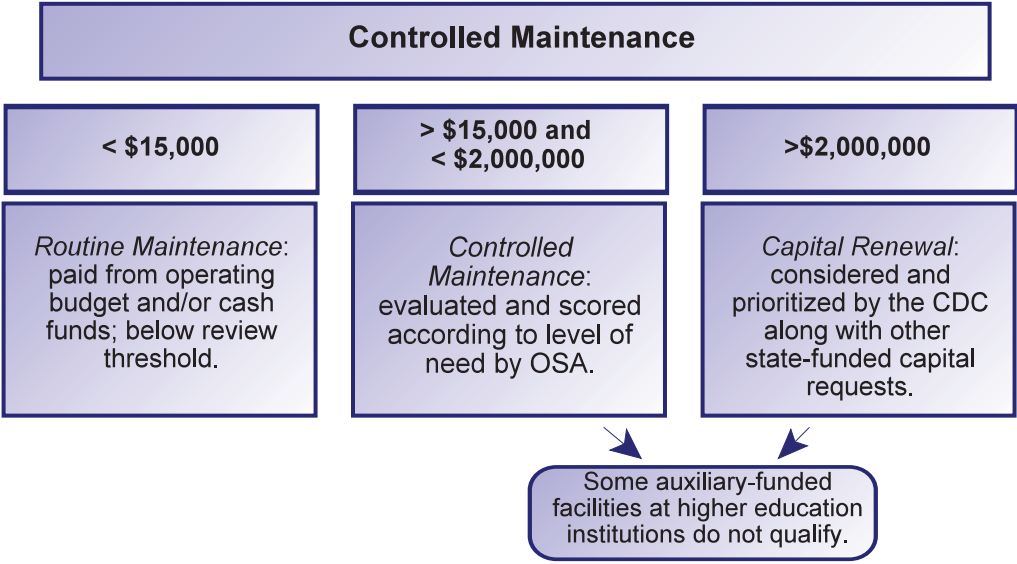 Controlled Maintenance
< $15,000
> $15,000 and
< $2,000,000
>$2,000,000
Routine Maintenance:
paid from operating
budget and/or cash
funds; below review
threshold.
Controlled
Maintenance:
evaluated and scored
according to level of
need by OSA.
Capital Renewal:
considered and
prioritized by the CDC
along with other
state-funded capital
requests.
Some auxiliary-funded
facilities at higher education
institutions do not qualify.